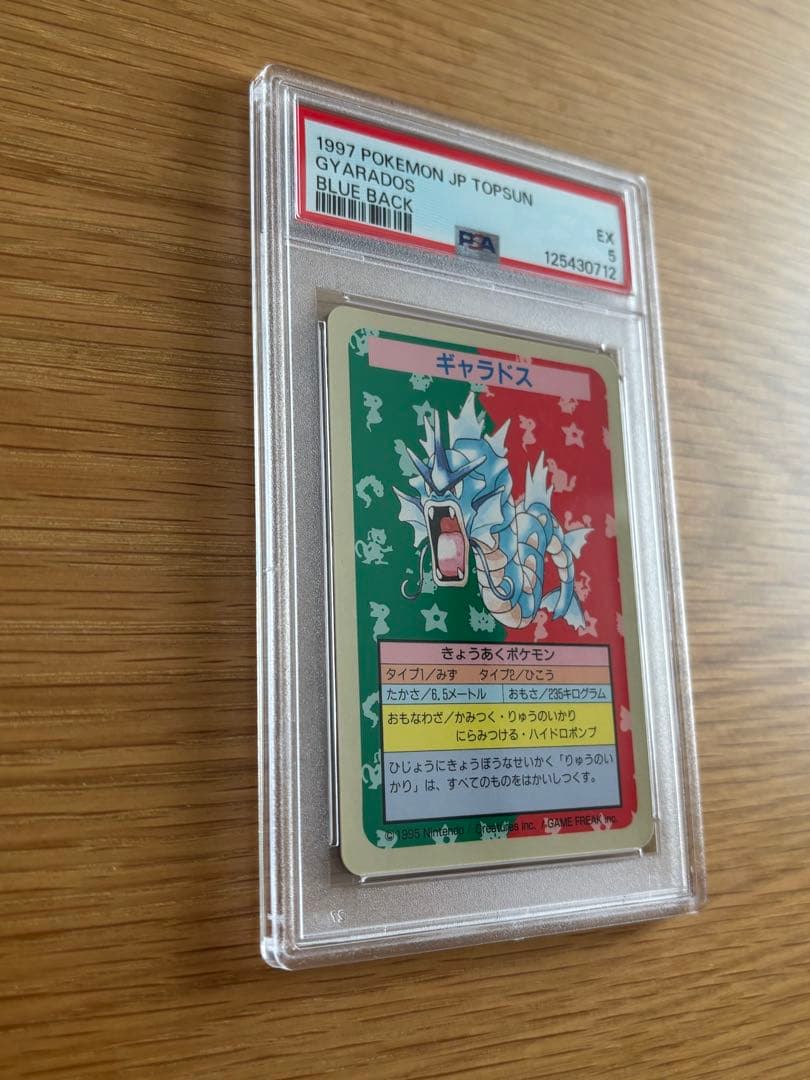 1997 POKEMON JP TOPSUN
GYARADOS
BLUE BACK
EX
5
PSA
125430712
ギャラドス
きょうあくポケモン
タイプ1/みず タイプ2/ひこう
たかさ/6.5メートル おもさ/235キログラム
おもなわざ/かみつく・りゅうのいかり
にらみつける・ハイドロポンプ
ひじょうにきょうぼうなせいかく「りゅうのい
かり」は、すべてのものをはかいしつくす。
©1995 Nintendo / Creatures inc. / GAME FREAK inc.